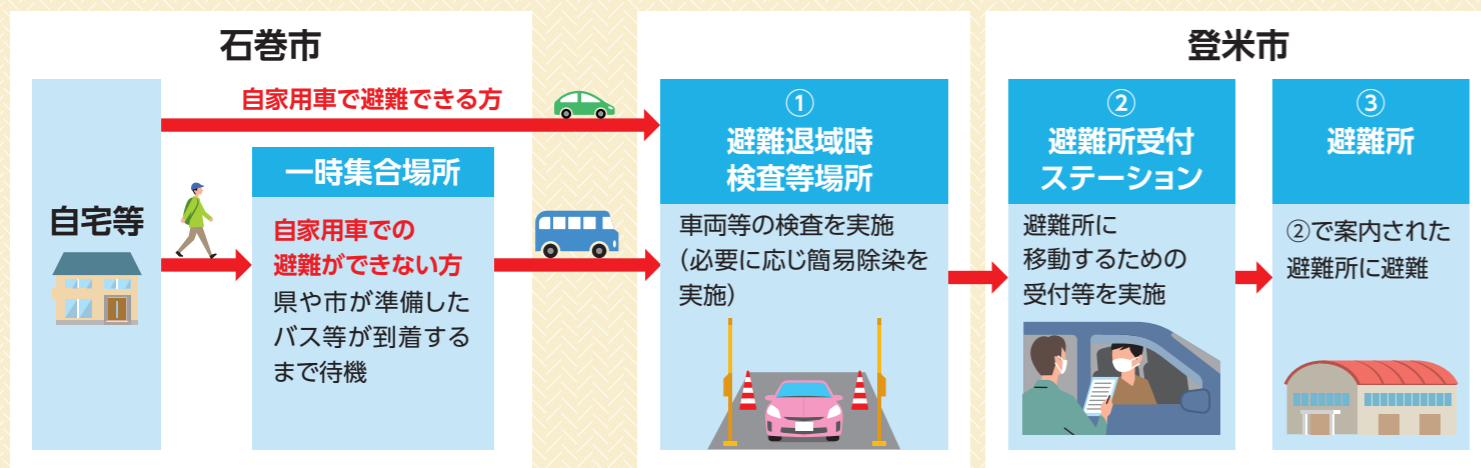 石巻市
自宅等
自家用車で避難できる方
一時集合場所
自家用車での
避難ができない方
県や市が準備した
バス等が到着する
まで待機
①
避難退域時
検査等場所
車両等の検査を実施
（必要に応じ簡易除染を
実施）
登米市
②
避難所受付
ステーション
避難所に
移動するための
受付等を実施
③
避難所
②で案内された
避難所に避難